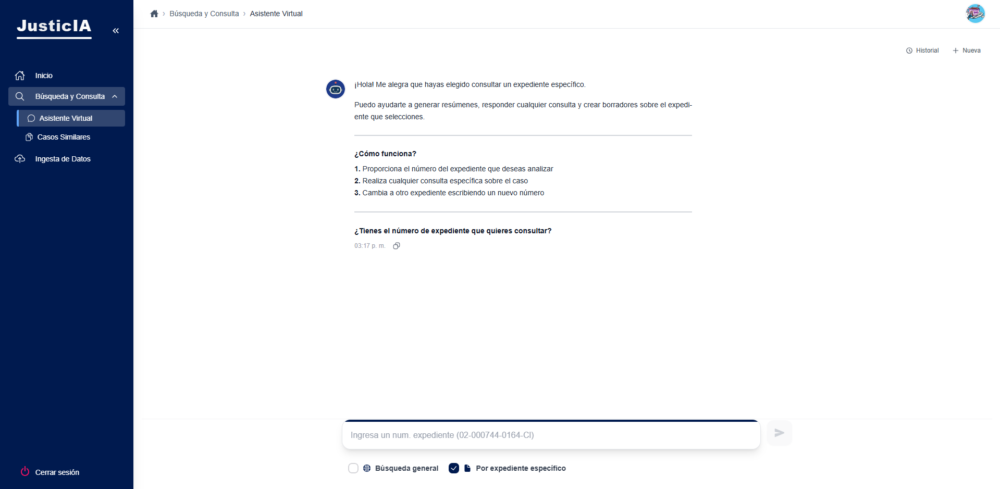 JusticIA
Inicio
Búsqueda y Consulta
Asistente Virtual
Casos Similares
Ingesta de Datos
Cerrar sesión
Búsqueda y Consulta › Asistente Virtual
Historial
Nueva
¡Hola! Me alegra que hayas elegido consultar un expediente específico.
Puedo ayudarte a generar resúmenes, responder cualquier consulta y crear borradores sobre el expedi-
ente que selecciones.
¿Cómo funciona?
1. Proporciona el número del expediente que deseas analizar
2. Realiza cualquier consulta específica sobre el caso
3. Cambia a otro expediente escribiendo un nuevo número
¿Tienes el número de expediente que quieres consultar?
03:17 p. m.
Ingresa un num. expediente (02-000744-0164-CI)
Búsqueda general
Por expediente específico